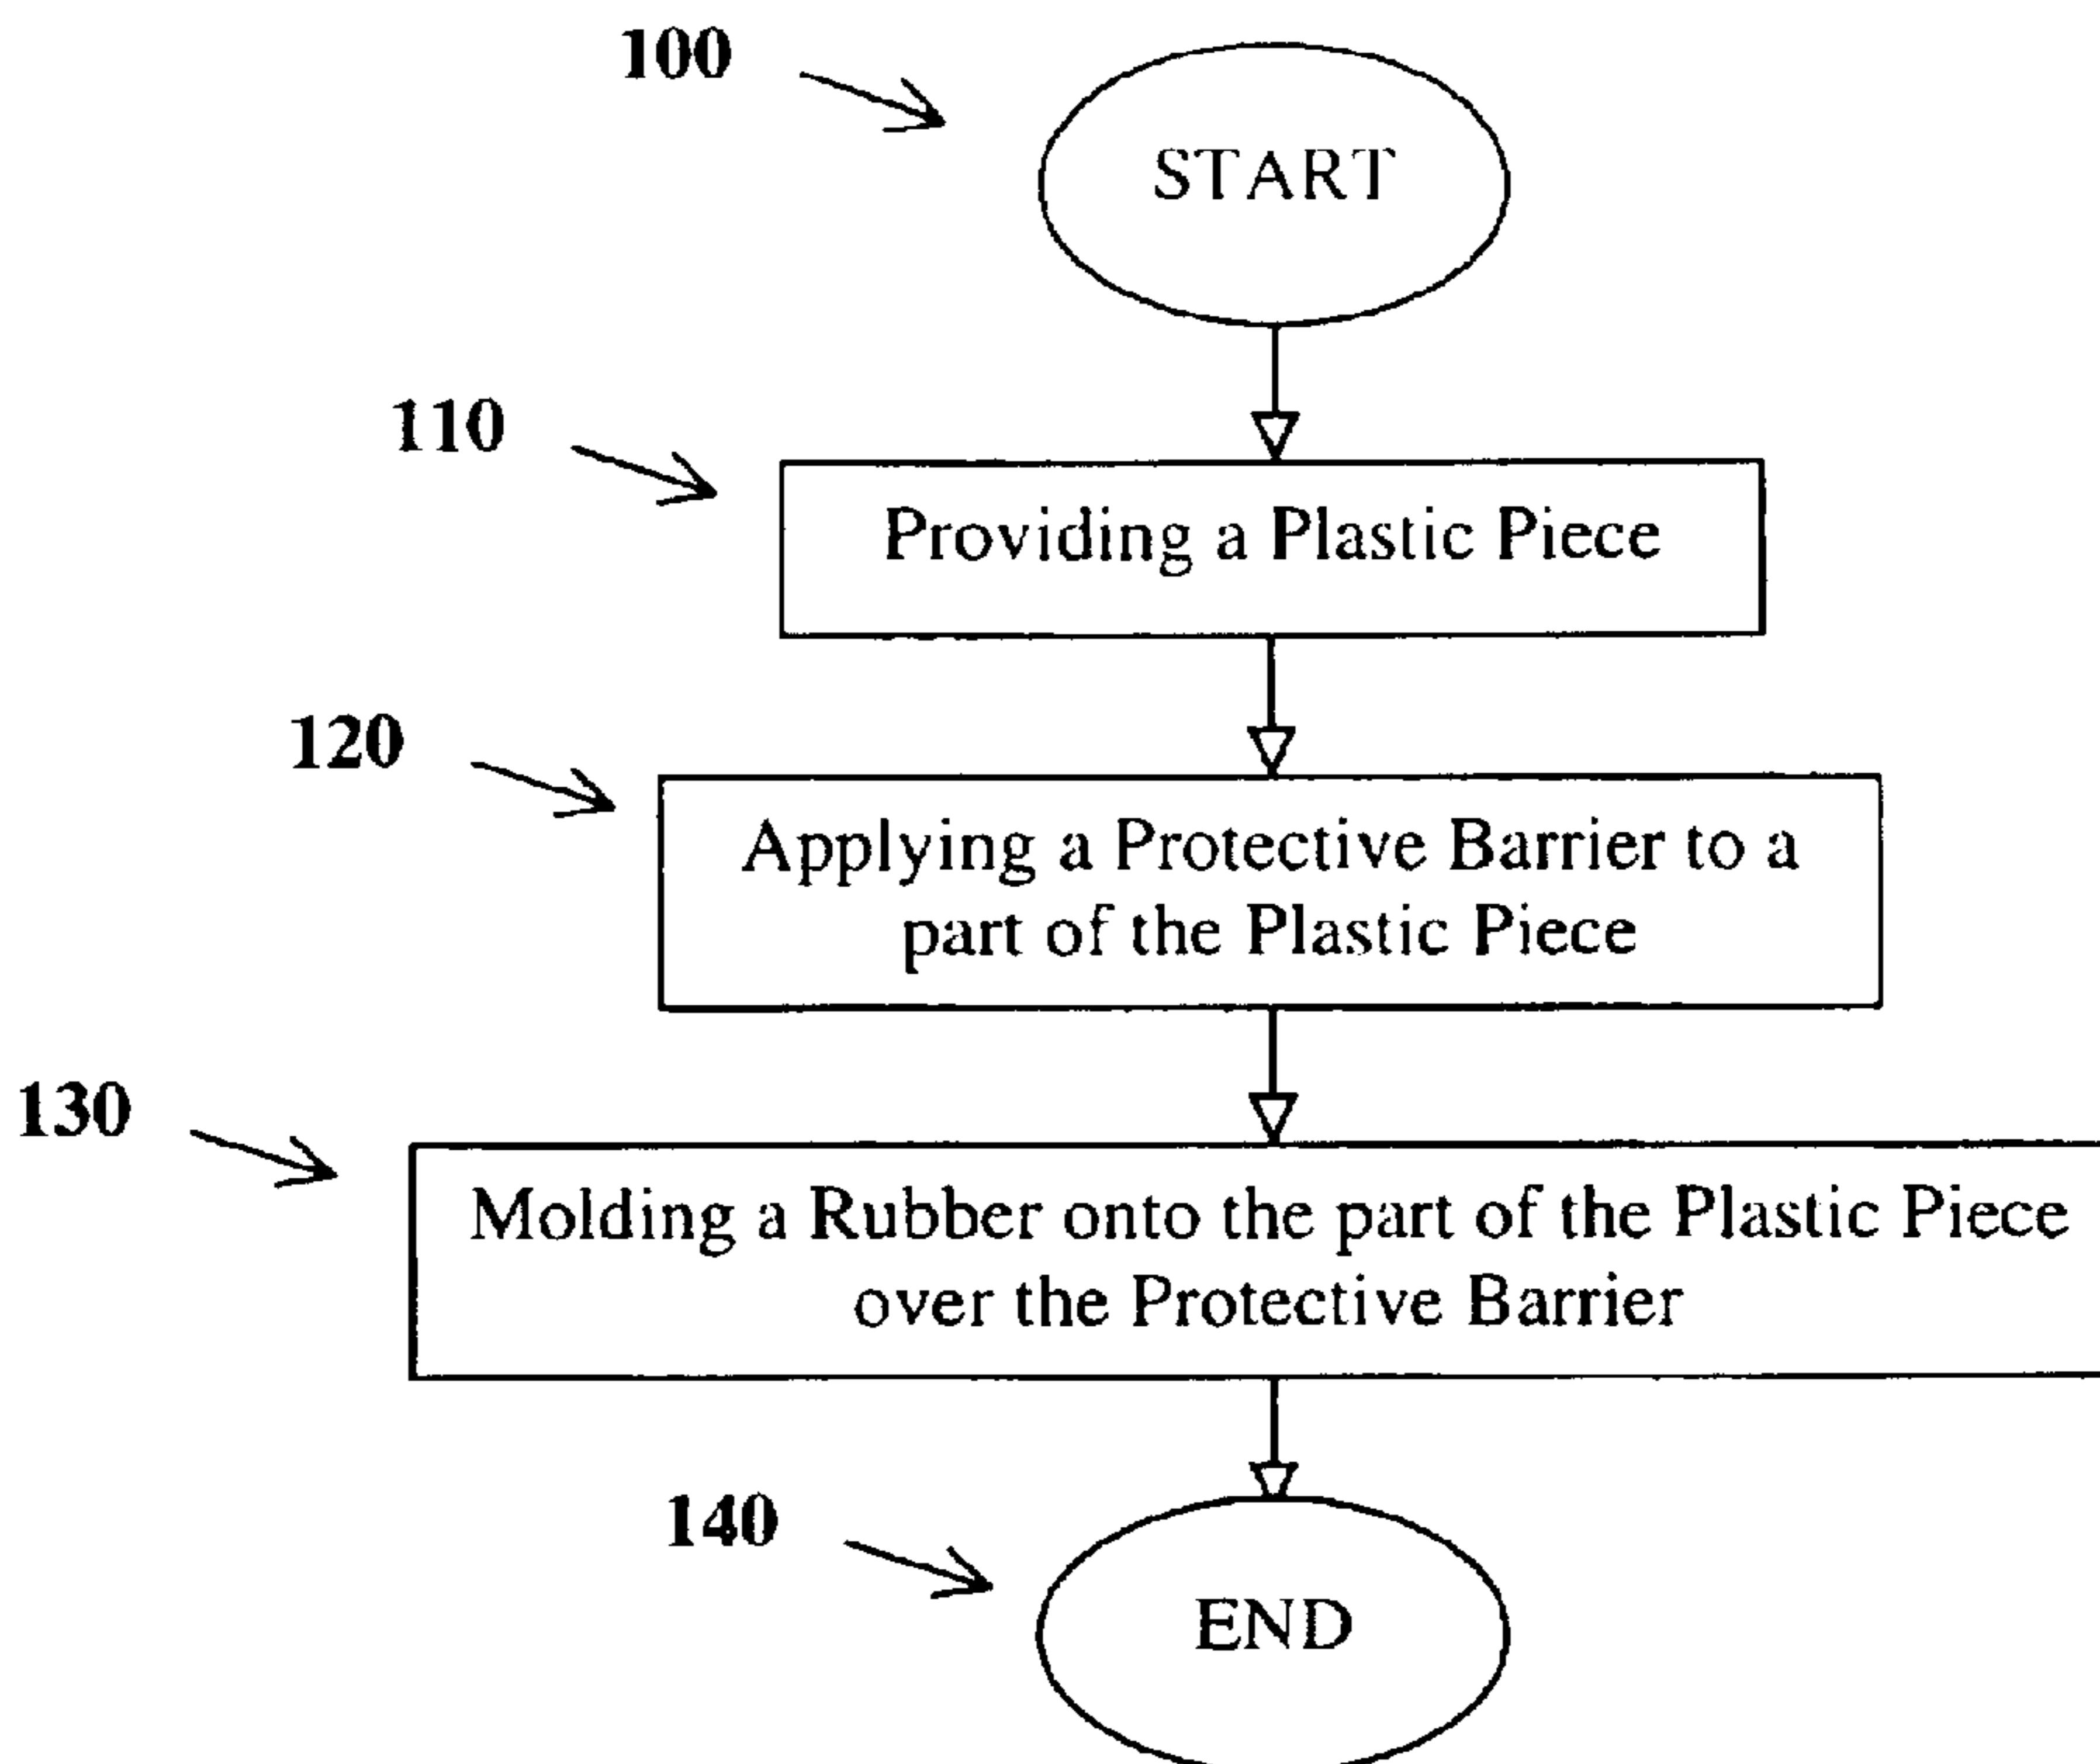 100
START
110
Providing a Plastic Piece
120
Applying a Protective Barrier to a
part of the Plastic Piece
130
Molding a Rubber onto the part of the Plastic Piece
over the Protective Barrier
140
END